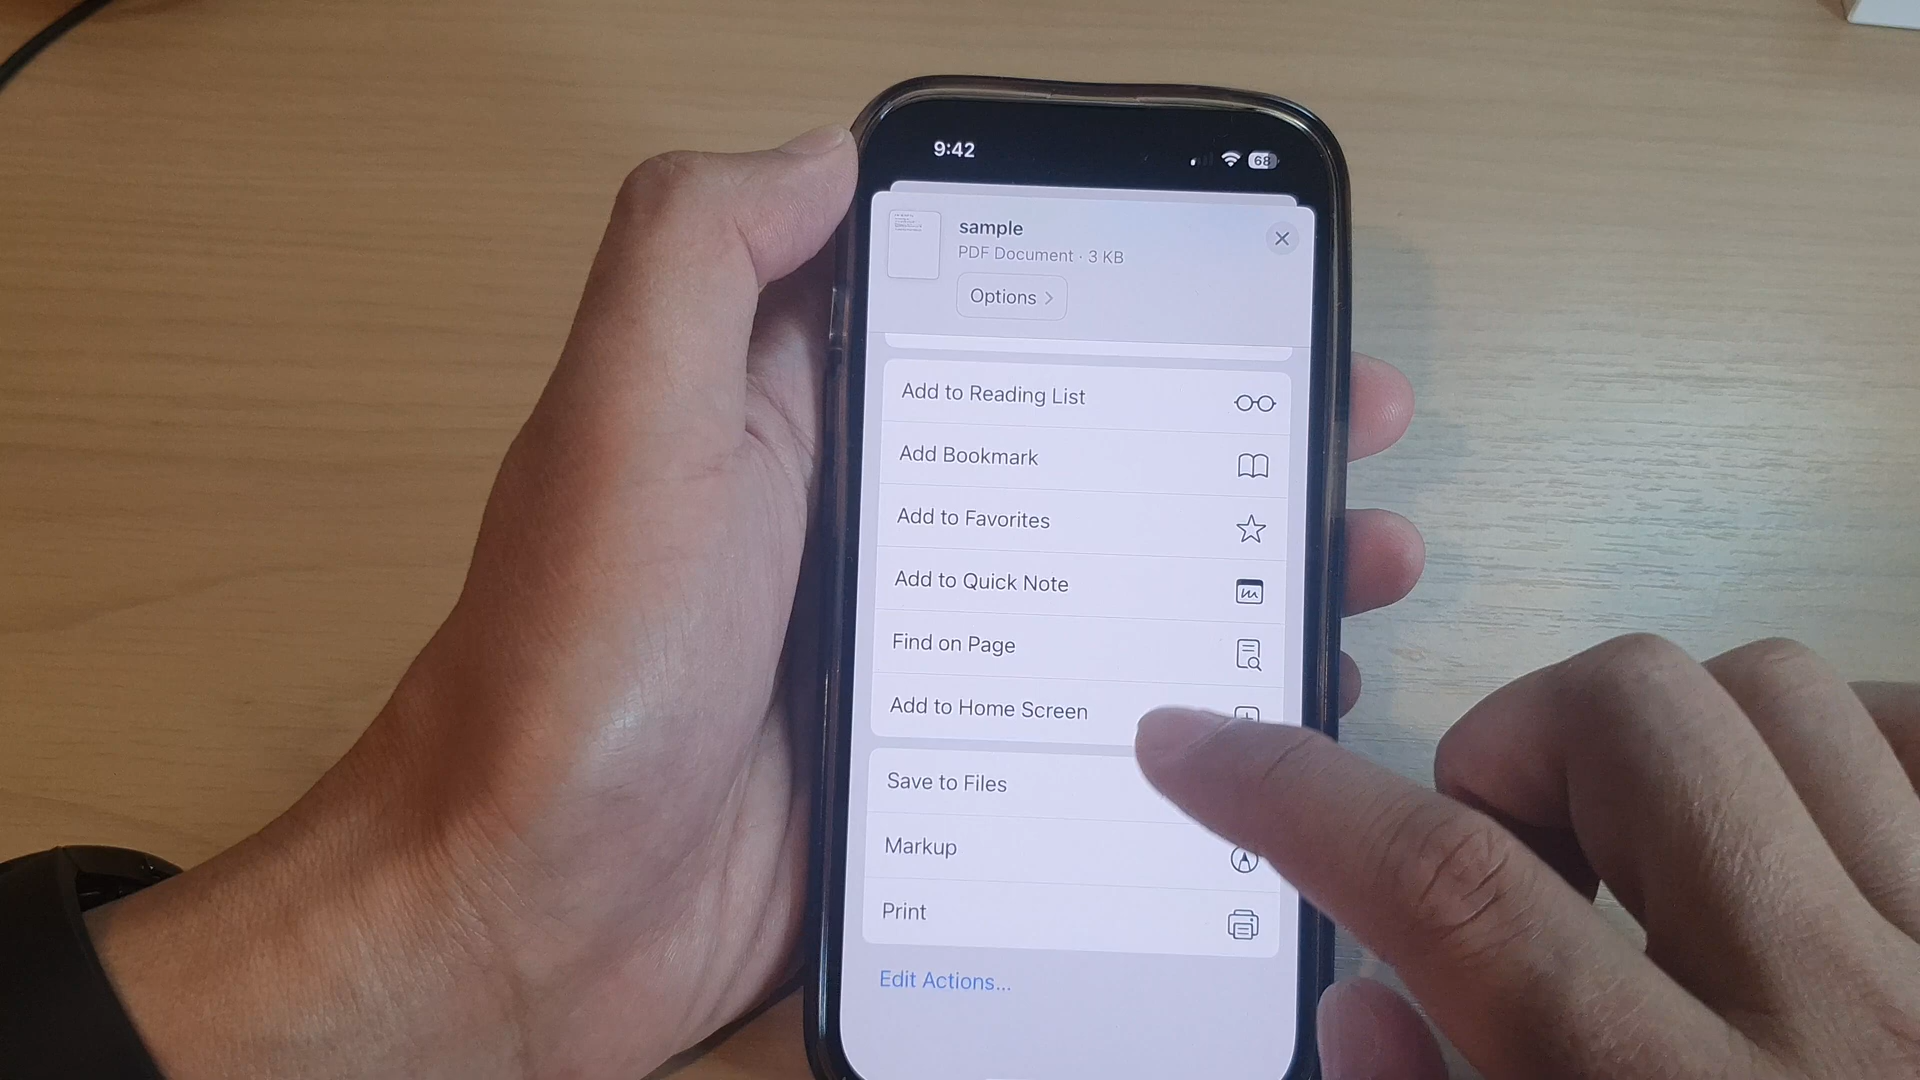 9:42
68
sample
PDF Document · 3 KB
Options
Add to Reading List
Add Bookmark
Add to Favorites
Add to Quick Note
Find on Page
Add to Home Screen
Save to Files
Markup
Print
Edit Actions...